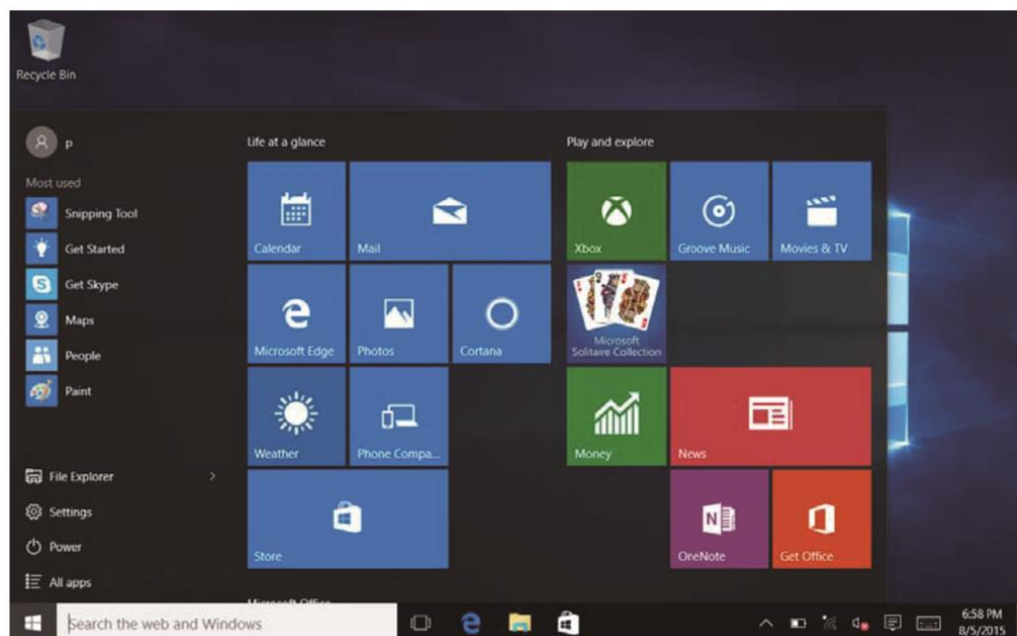 Recycle Bin
p
Most used
Snipping Tool
Get Started
Get Skype
Maps
People
Paint
File Explorer
Settings
Power
All apps
Life at a glance
Calendar
Mail
Microsoft Edge
Photos
Cortana
Weather
Phone Compa...
Store
Microsoft Office
Play and explore
Xbox
Groove Music
Movies & TV
Microsoft
Solitaire Collection
Money
News
OneNote
Get Office
Search the web and Windows
6:58 PM
8/5/2015